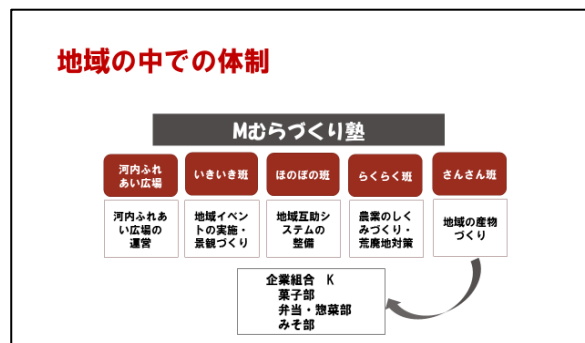 地域の中での体制
Mむらづくり塾
河内ふれ
あい広場
いきいき班
ほのぼの班
らくらく班
さんさん班
河内ふれあ
い広場の
運営
地域イベン
トの実施・
景観づくり
地域互助シ
ステムの
整備
農業のしく
みづくり・
荒廃地対策
地域の産物
づくり
企業組合 K
菓子部
弁当・惣菜部
みそ部